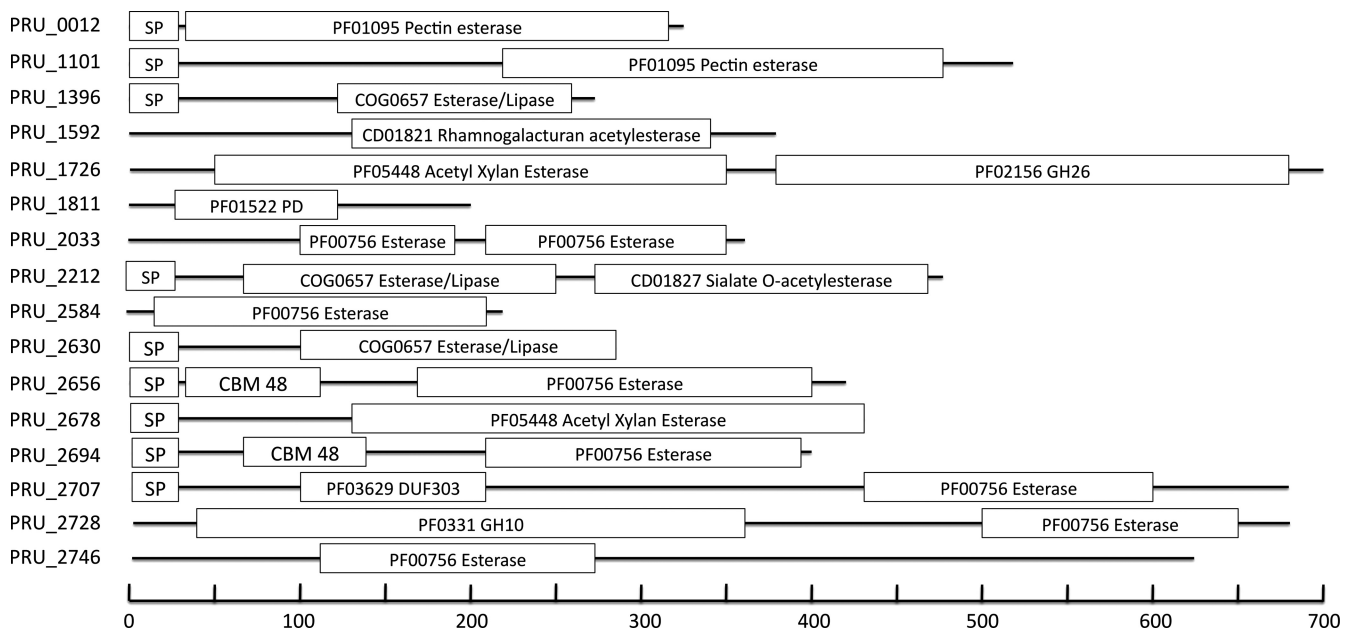 PRU_0012 SP PF01095 Pectin esterase
PRU_1101 SP PF01095 Pectin esterase
PRU_1396 SP COG0657 Esterase/Lipase
PRU_1592 CD01821 Rhamnogalacturan acetylesterase
PRU_1726 PF05448 Acetyl Xylan Esterase PF02156 GH26
PRU_1811 PF01522 PD
PRU_2033 PF00756 Esterase PF00756 Esterase
PRU_2212 SP COG0657 Esterase/Lipase CD01827 Sialate O-acetylesterase
PRU_2584 PF00756 Esterase
PRU_2630 SP COG0657 Esterase/Lipase
PRU_2656 SP CBM 48 PF00756 Esterase
PRU_2678 SP PF05448 Acetyl Xylan Esterase
PRU_2694 SP CBM 48 PF00756 Esterase
PRU_2707 SP PF03629 DUF303 PF00756 Esterase
PRU_2728 PF0331 GH10 PF00756 Esterase
PRU_2746 PF00756 Esterase
0 100 200 300 400 500 600 700